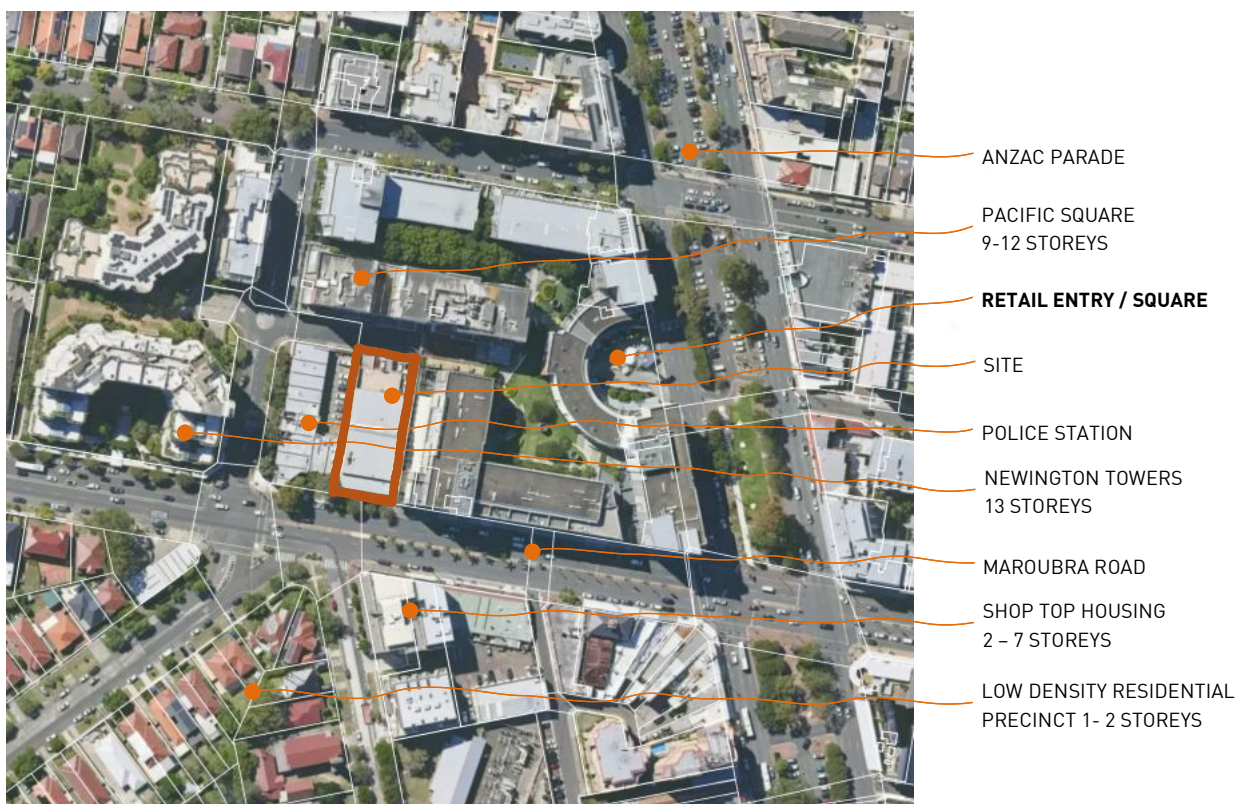 ANZAC PARADE
PACIFIC SQUARE
9-12 STOREYS
RETAIL ENTRY / SQUARE
SITE
POLICE STATION
NEWINGTON TOWERS
13 STOREYS
MAROUBRA ROAD
SHOP TOP HOUSING
2 – 7 STOREYS
LOW DENSITY RESIDENTIAL
PRECINCT 1- 2 STOREYS